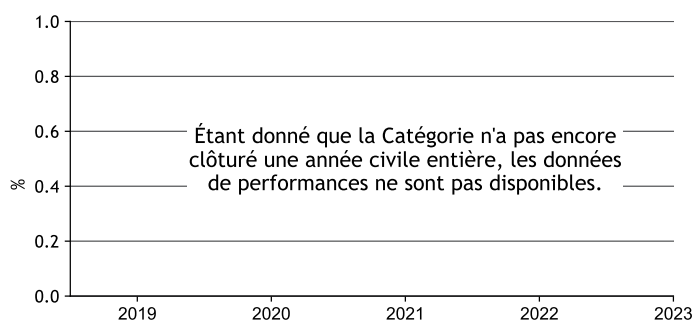 1.0
0.8
0.6
0.4
0.2
0.0
%
Étant donné que la Catégorie n'a pas encore
clôturé une année civile entière, les données
de performances ne sont pas disponibles.
2019 2020 2021 2022 2023